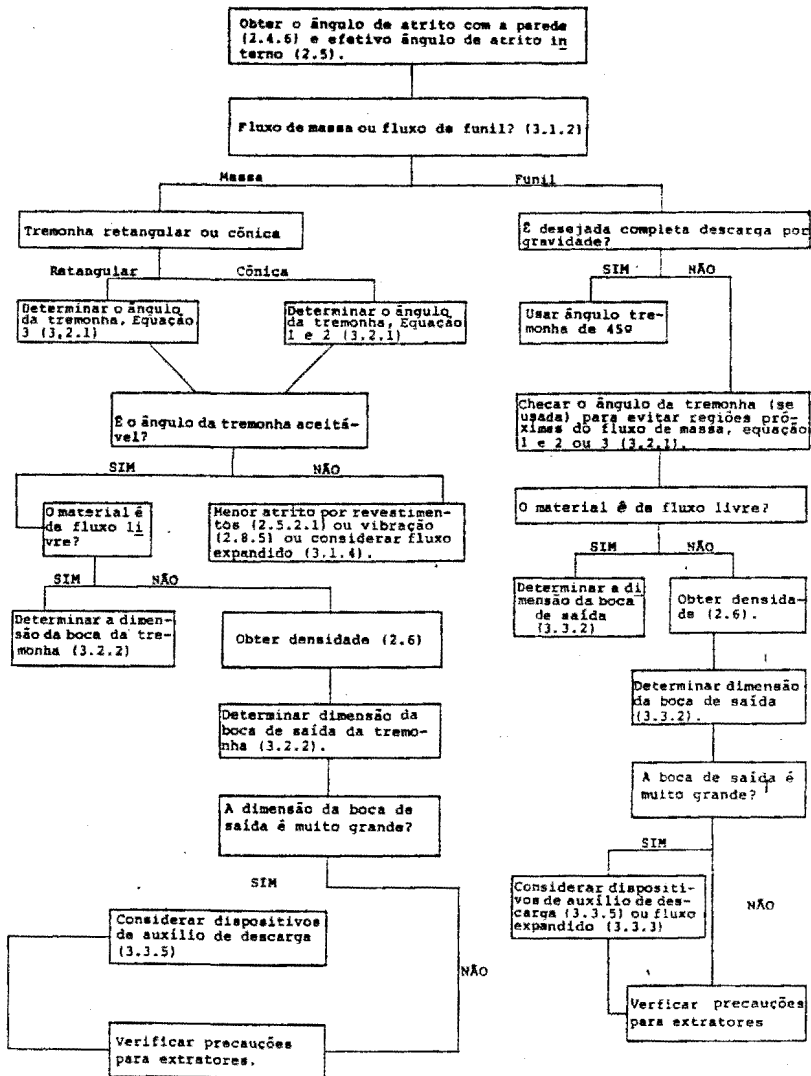 Obter o ângulo de atrito com a parede
(2.4.6) e efetivo ângulo de atrito in
terno (2.5).
Fluxo de massa ou fluxo de funil? (3.1.2)
Massa
Funil
Tremonha retangular ou cônica
Retangular
Cônica
Determinar o ângulo
da tremonha, Equação
3 (3.2.1)
Determinar o ângulo
da tremonha, Equação
1 e 2 (3.2.1)
É o ângulo da tremonha aceitá-
vel?
SIM
NÃO
O material é
de fluxo li
vre?
Menor atrito por revestimen-
tos (2.5.2.1) ou vibração
(2.8.5) ou considerar fluxo
expandido (3.1.4).
SIM
NÃO
Determinar a dimen-
são da boca da tre-
monha (3.2.2)
Obter densidade (2.6)
Determinar dimensão da
boca de saída da tremo-
nha (3.2.2).
A dimensão da boca de
saída é muito grande?
SIM
NÃO
Considerar dispositivos
de auxílio de descarga
(3.3.5)
Verificar precauções
para extratores.
É desejada completa descarga por
gravidade?
SIM
NÃO
Usar ângulo tre-
monha de 45º
Checar o ângulo da tremonha (se
usada) para evitar regiões pró-
ximas do fluxo de massa, equação
1 e 2 ou 3 (3.2.1).
O material é de fluxo livre?
SIM
NÃO
Determinar a di
mensão da boca
de saída
(3.3.2)
Obter densida-
de (2.6).
Determinar dimensão
da boca de saída
(3.3.2).
A boca de saída é
muito grande?
SIM
NÃO
Considerar dispositi-
vos de auxílio de des-
carga (3.3.5) ou fluxo
expandido (3.3.3)
Verficar precauções
para extratores